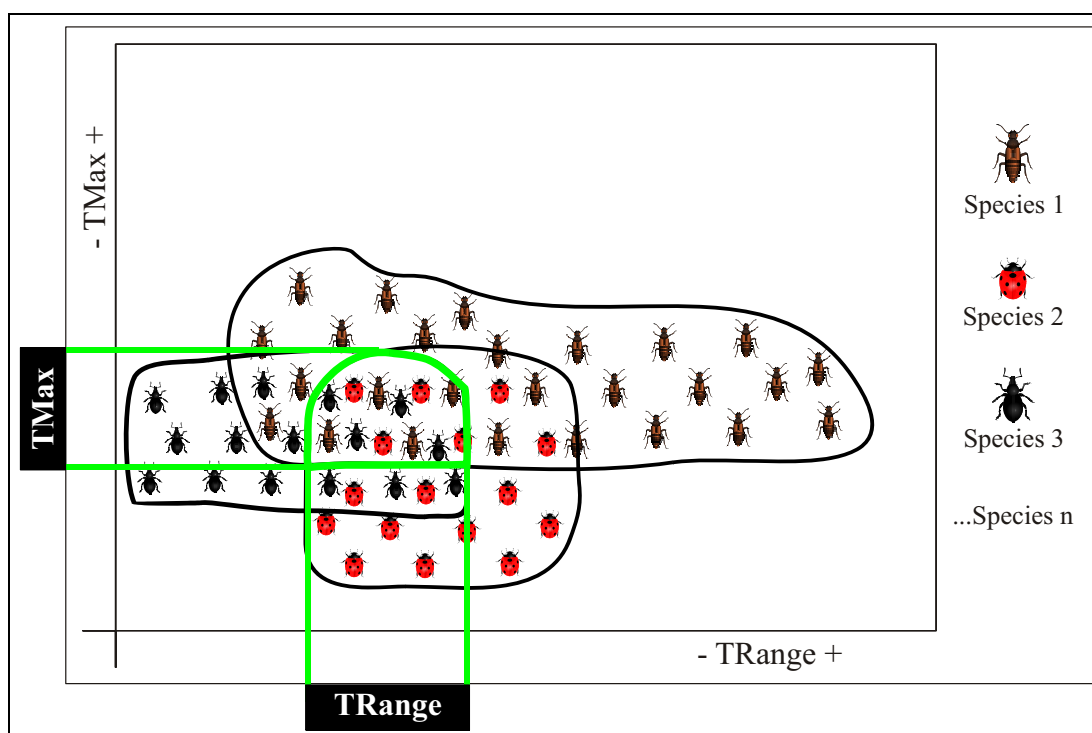 - TMax +
Species 1
Species 2
TMax
Species 3
...Species n
- TRange +
TRange